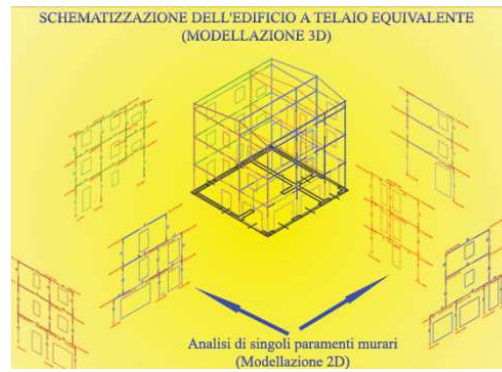 SCHEMATIZZAZIONE DELL'EDIFICIO A TELAIO EQUIVALENTE
(MODELLAZIONE 3D)
Analisi di singoli paramenti murari
(Modellazione 2D)